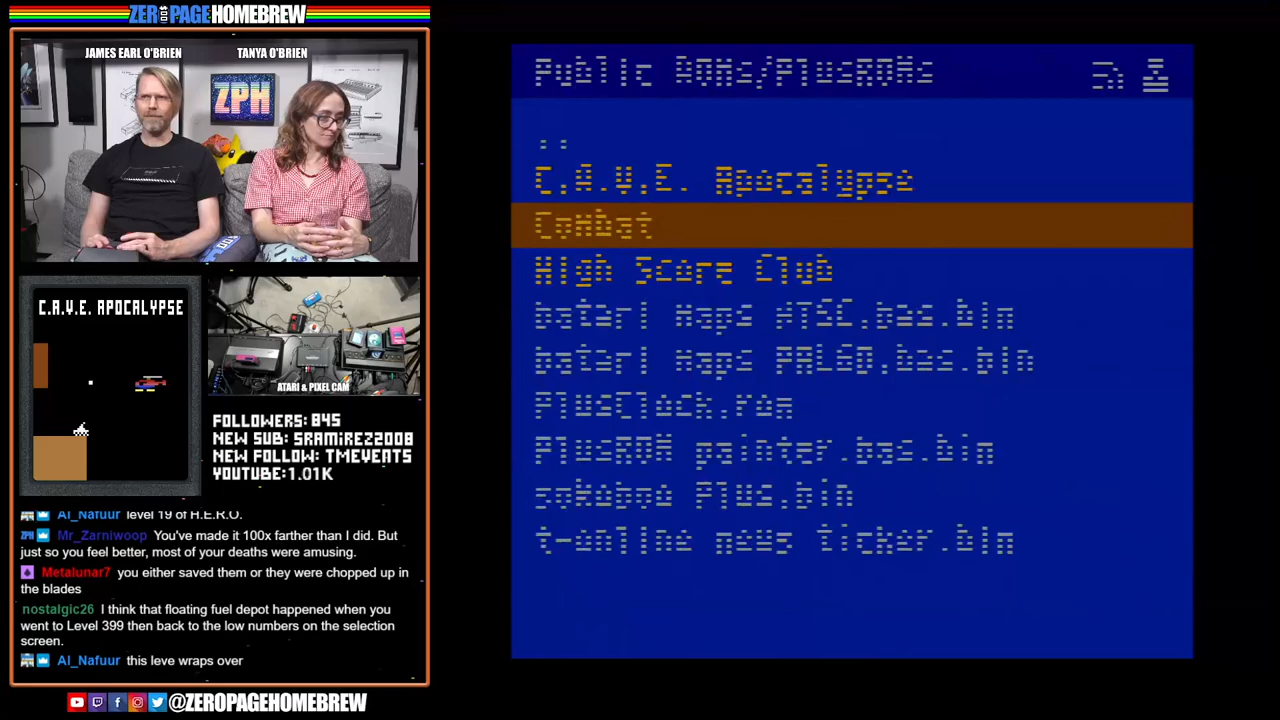 ZERO PAGE HOMEBREW
JAMES EARL O'BRIEN
TANYA O'BRIEN
ZPH
C.A.V.E. APOCALYPSE
ATARI & PIXEL CAM
FOLLOWERS: 845
NEW SUB: SRAMIREZ2008
NEW FOLLOW: TMEVEATS
YOUTUBE:1.01K
Al_Nafuur level 19 of H.E.R.O.
Mr_Zarniwoop You've made it 100x farther than I did. But
just so you feel better, most of your deaths were amusing.
Metalunar7 you either saved them or they were chopped up in
the blades
nostalgic26 I think that floating fuel depot happened when you
went to Level 399 then back to the low numbers on the selection
screen.
Al_Nafuur this leve wraps over
@ZEROPAGEHOMEBREW
Public ROMs/PlusROMs
..
C.A.V.E. Apocalypse
Combat
High Score Club
batari maps NTSC.bas.bin
batari maps PAL60.bas.bin
PlusClock.rom
PlusROM painter.bas.bin
sokoboo Plus.bin
t-online news ticker.bin